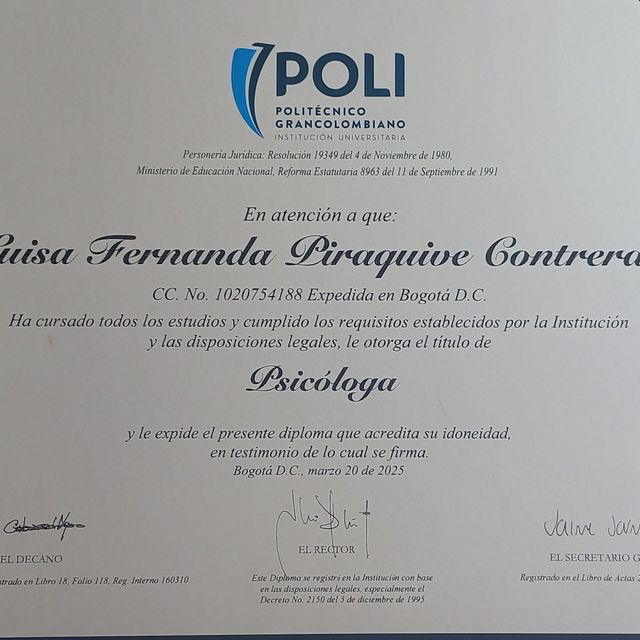 POLI
POLITÉCNICO
GRANCOLOMBIANO
INSTITUCIÓN UNIVERSITARIA
Personería Jurídica: Resolución 19349 del 4 de Noviembre de 1980,
Ministerio de Educación Nacional, Reforma Estatutaria 8963 del 11 de Septiembre de 1991
En atención a que:
uisa Fernanda Piraquive Contrera
CC. No. 1020754188 Expedida en Bogotá D.C.
Ha cursado todos los estudios y cumplido los requisitos establecidos por la Institución
y las disposiciones legales, le otorga el título de
Psicóloga
y le expide el presente diploma que acredita su idoneidad,
en testimonio de lo cual se firma.
Bogotá D.C., marzo 20 de 2025
Jaime
EL DECANO
EL RECTOR
EL SECRETARIO G
strado en Libro 18, Folio 118, Reg. Interno 160310
Este Diploma se registró en la Institución con base
en las disposiciones legales, especialmente el
Decreto No. 2150 del 5 de diciembre de 1995
Registrado en el Libro de Actas 2